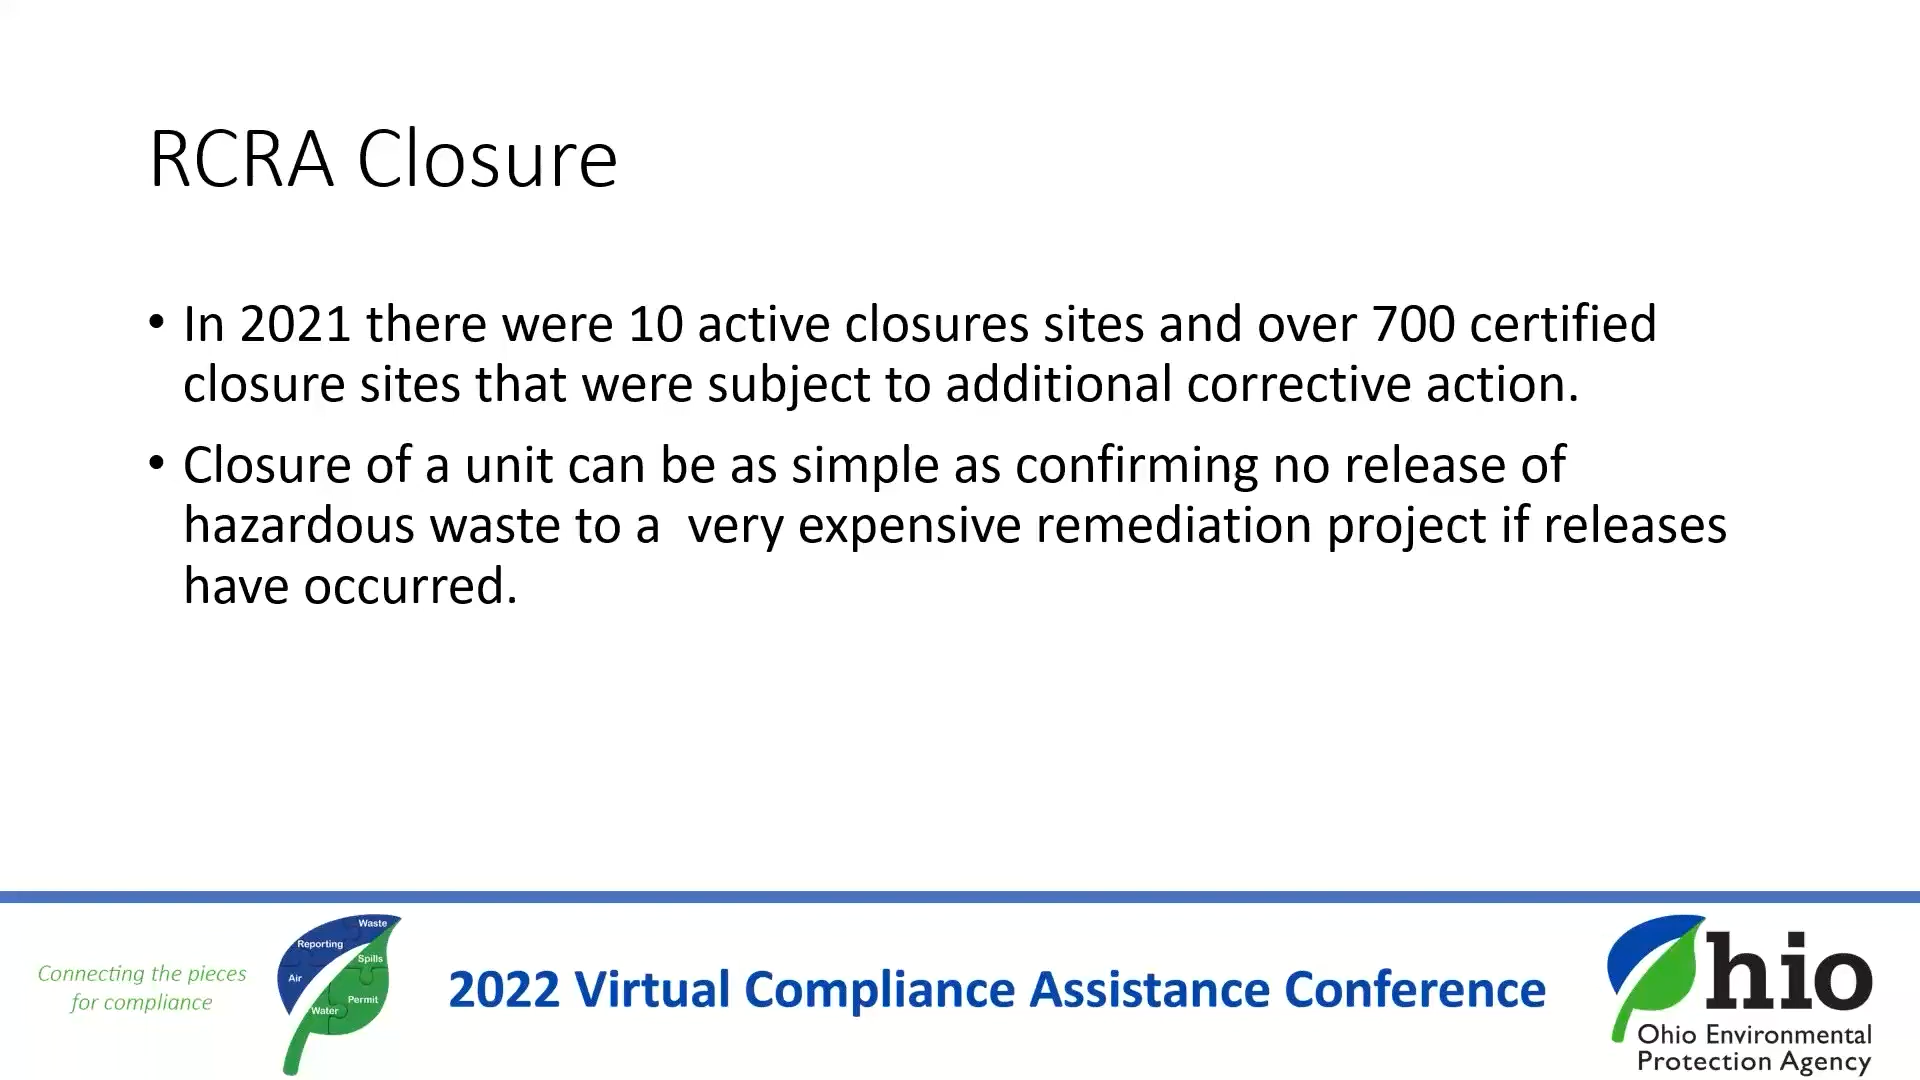 RCRA Closure
• In 2021 there were 10 active closures sites and over 700 certified
closure sites that were subject to additional corrective action.
• Closure of a unit can be as simple as confirming no release of
hazardous waste to a  very expensive remediation project if releases
have occurred.
Connecting the pieces
for compliance
Waste
Reporting
Spills
Air
Permit
Water
2022 Virtual Compliance Assistance Conference
Ohio
Ohio Environmental
Protection Agency